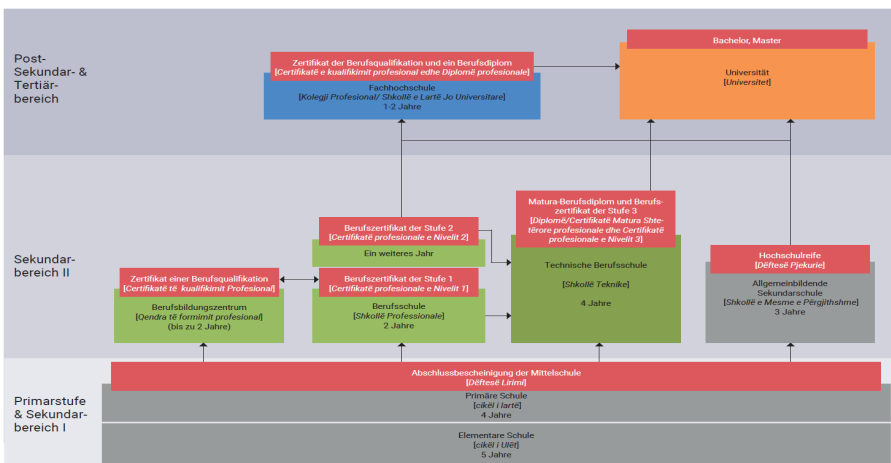 Post-
Sekundar- &
Tertiär-
bereich
Zertifikat der Berufsqualifikation und ein Berufsdiplom
[Certifikatë e kualifikimit profesional edhe Diplomë profesionale]
Fachhochschule
[Kolegji Profesional/ Shkollë e Lartë Jo Universitare]
1-2 Jahre
Bachelor, Master
Universität
[Universitet]
Sekundar-
bereich II
Zertifikat einer Berufsqualifikation
[Certifikatë të kualifikimit Profesional]
Berufsbildungszentrum
[Qendra të formimit profesional]
(bis zu 2 Jahre)
Berufszertifikat der Stufe 2
[Certifikatë profesionale e Nivelit 2]
Ein weiteres Jahr
Berufszertifikat der Stufe 1
[Certifikatë profesionale e Nivelit 1]
Berufsschule
[Shkollë Professionale]
2 Jahre
Matura-Berufsdiplom und Berufs-
zertifikat der Stufe 3
[Diplomë/Certifikatë Matura Shte-
tërore profesionale dhe Certifikatë
profesionale e Nivelit 3]
Technische Berufsschule
[Shkollë Teknike]
4 Jahre
Hochschulreife
[Dëftesë Pjekurie]
Allgemeinbildende
Sekundarschule
[Shkollë e Mesme e Përgjithshme]
3 Jahre
Primarstufe
& Sekundar-
bereich I
Abschlussbescheinigung der Mittelschule
[Dëftesë Lirimi]
Primäre Schule
[cikël i lartë]
4 Jahre
Elementare Schule
[cikël i Ulët]
5 Jahre